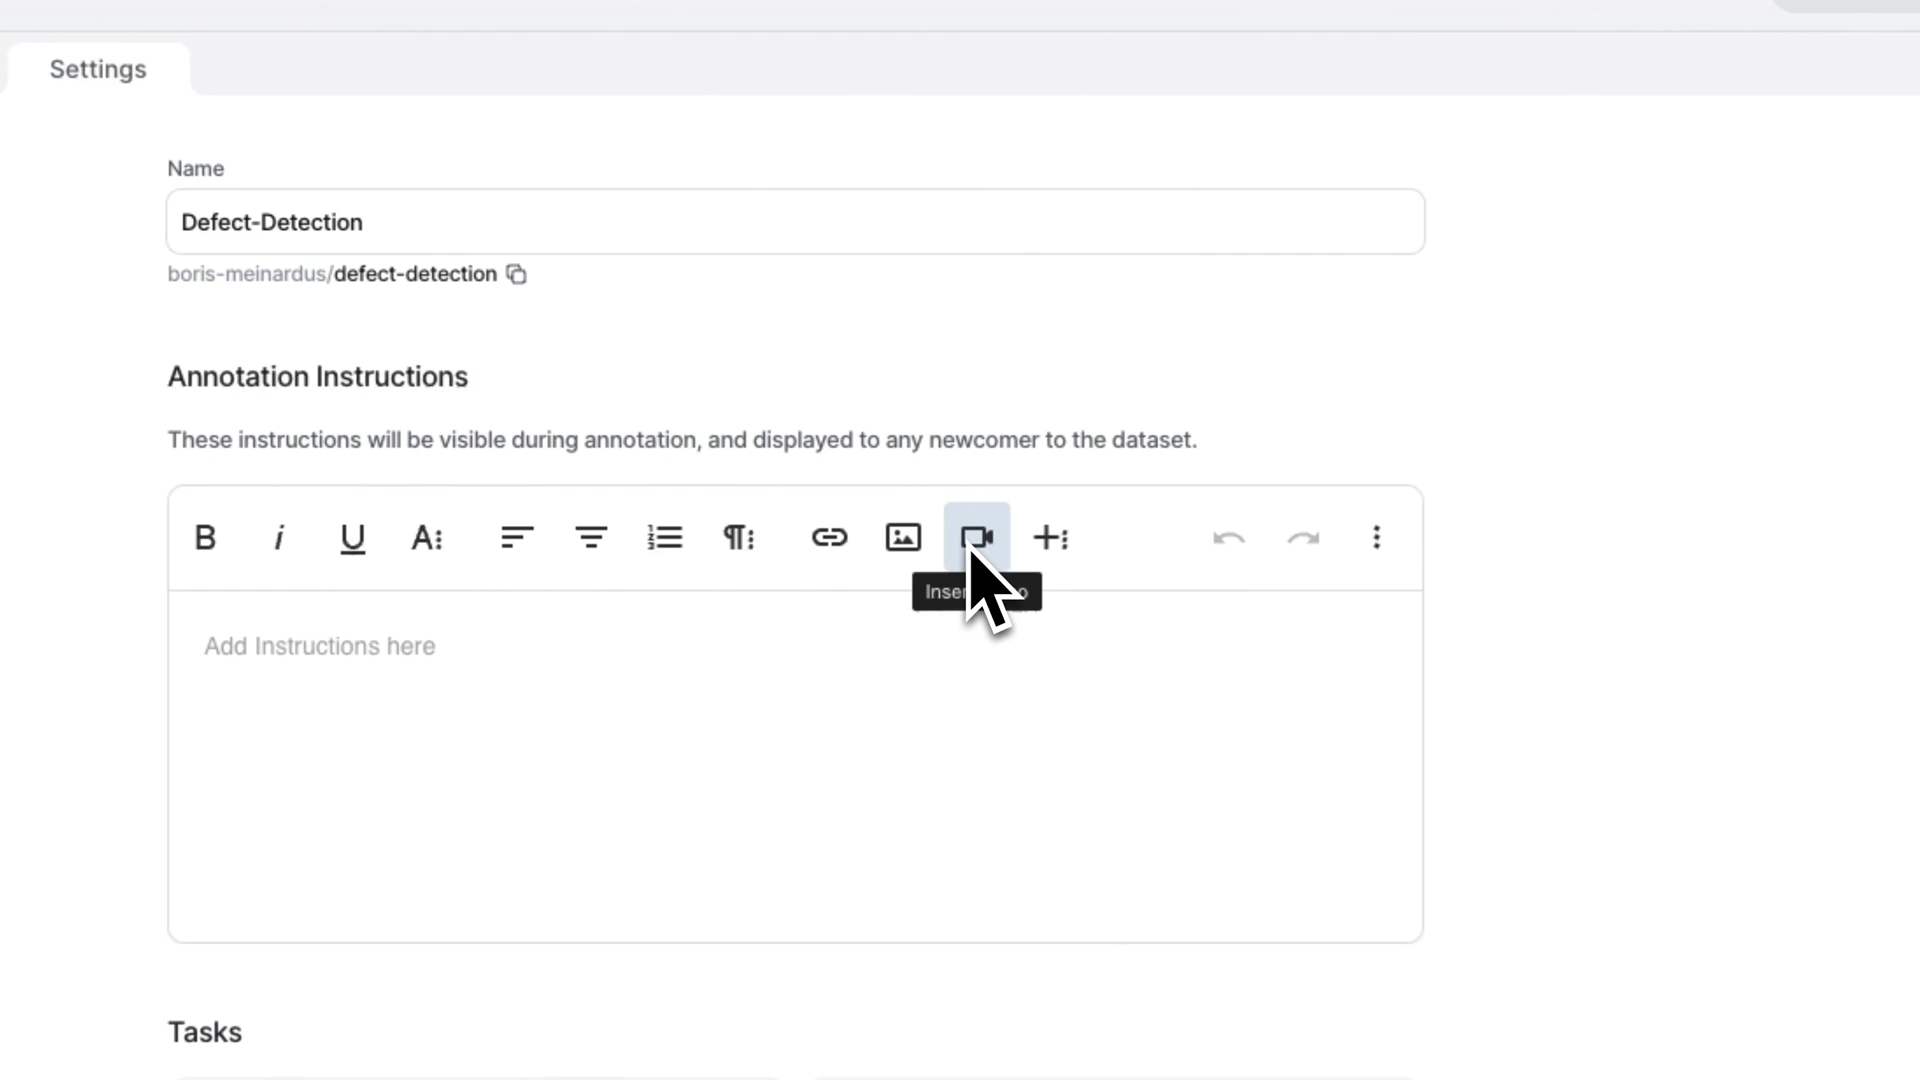 Settings
Name
Defect-Detection
boris-meinardus/defect-detection
Annotation Instructions
These instructions will be visible during annotation, and displayed to any newcomer to the dataset.
B i U A
Add Instructions here
Tasks